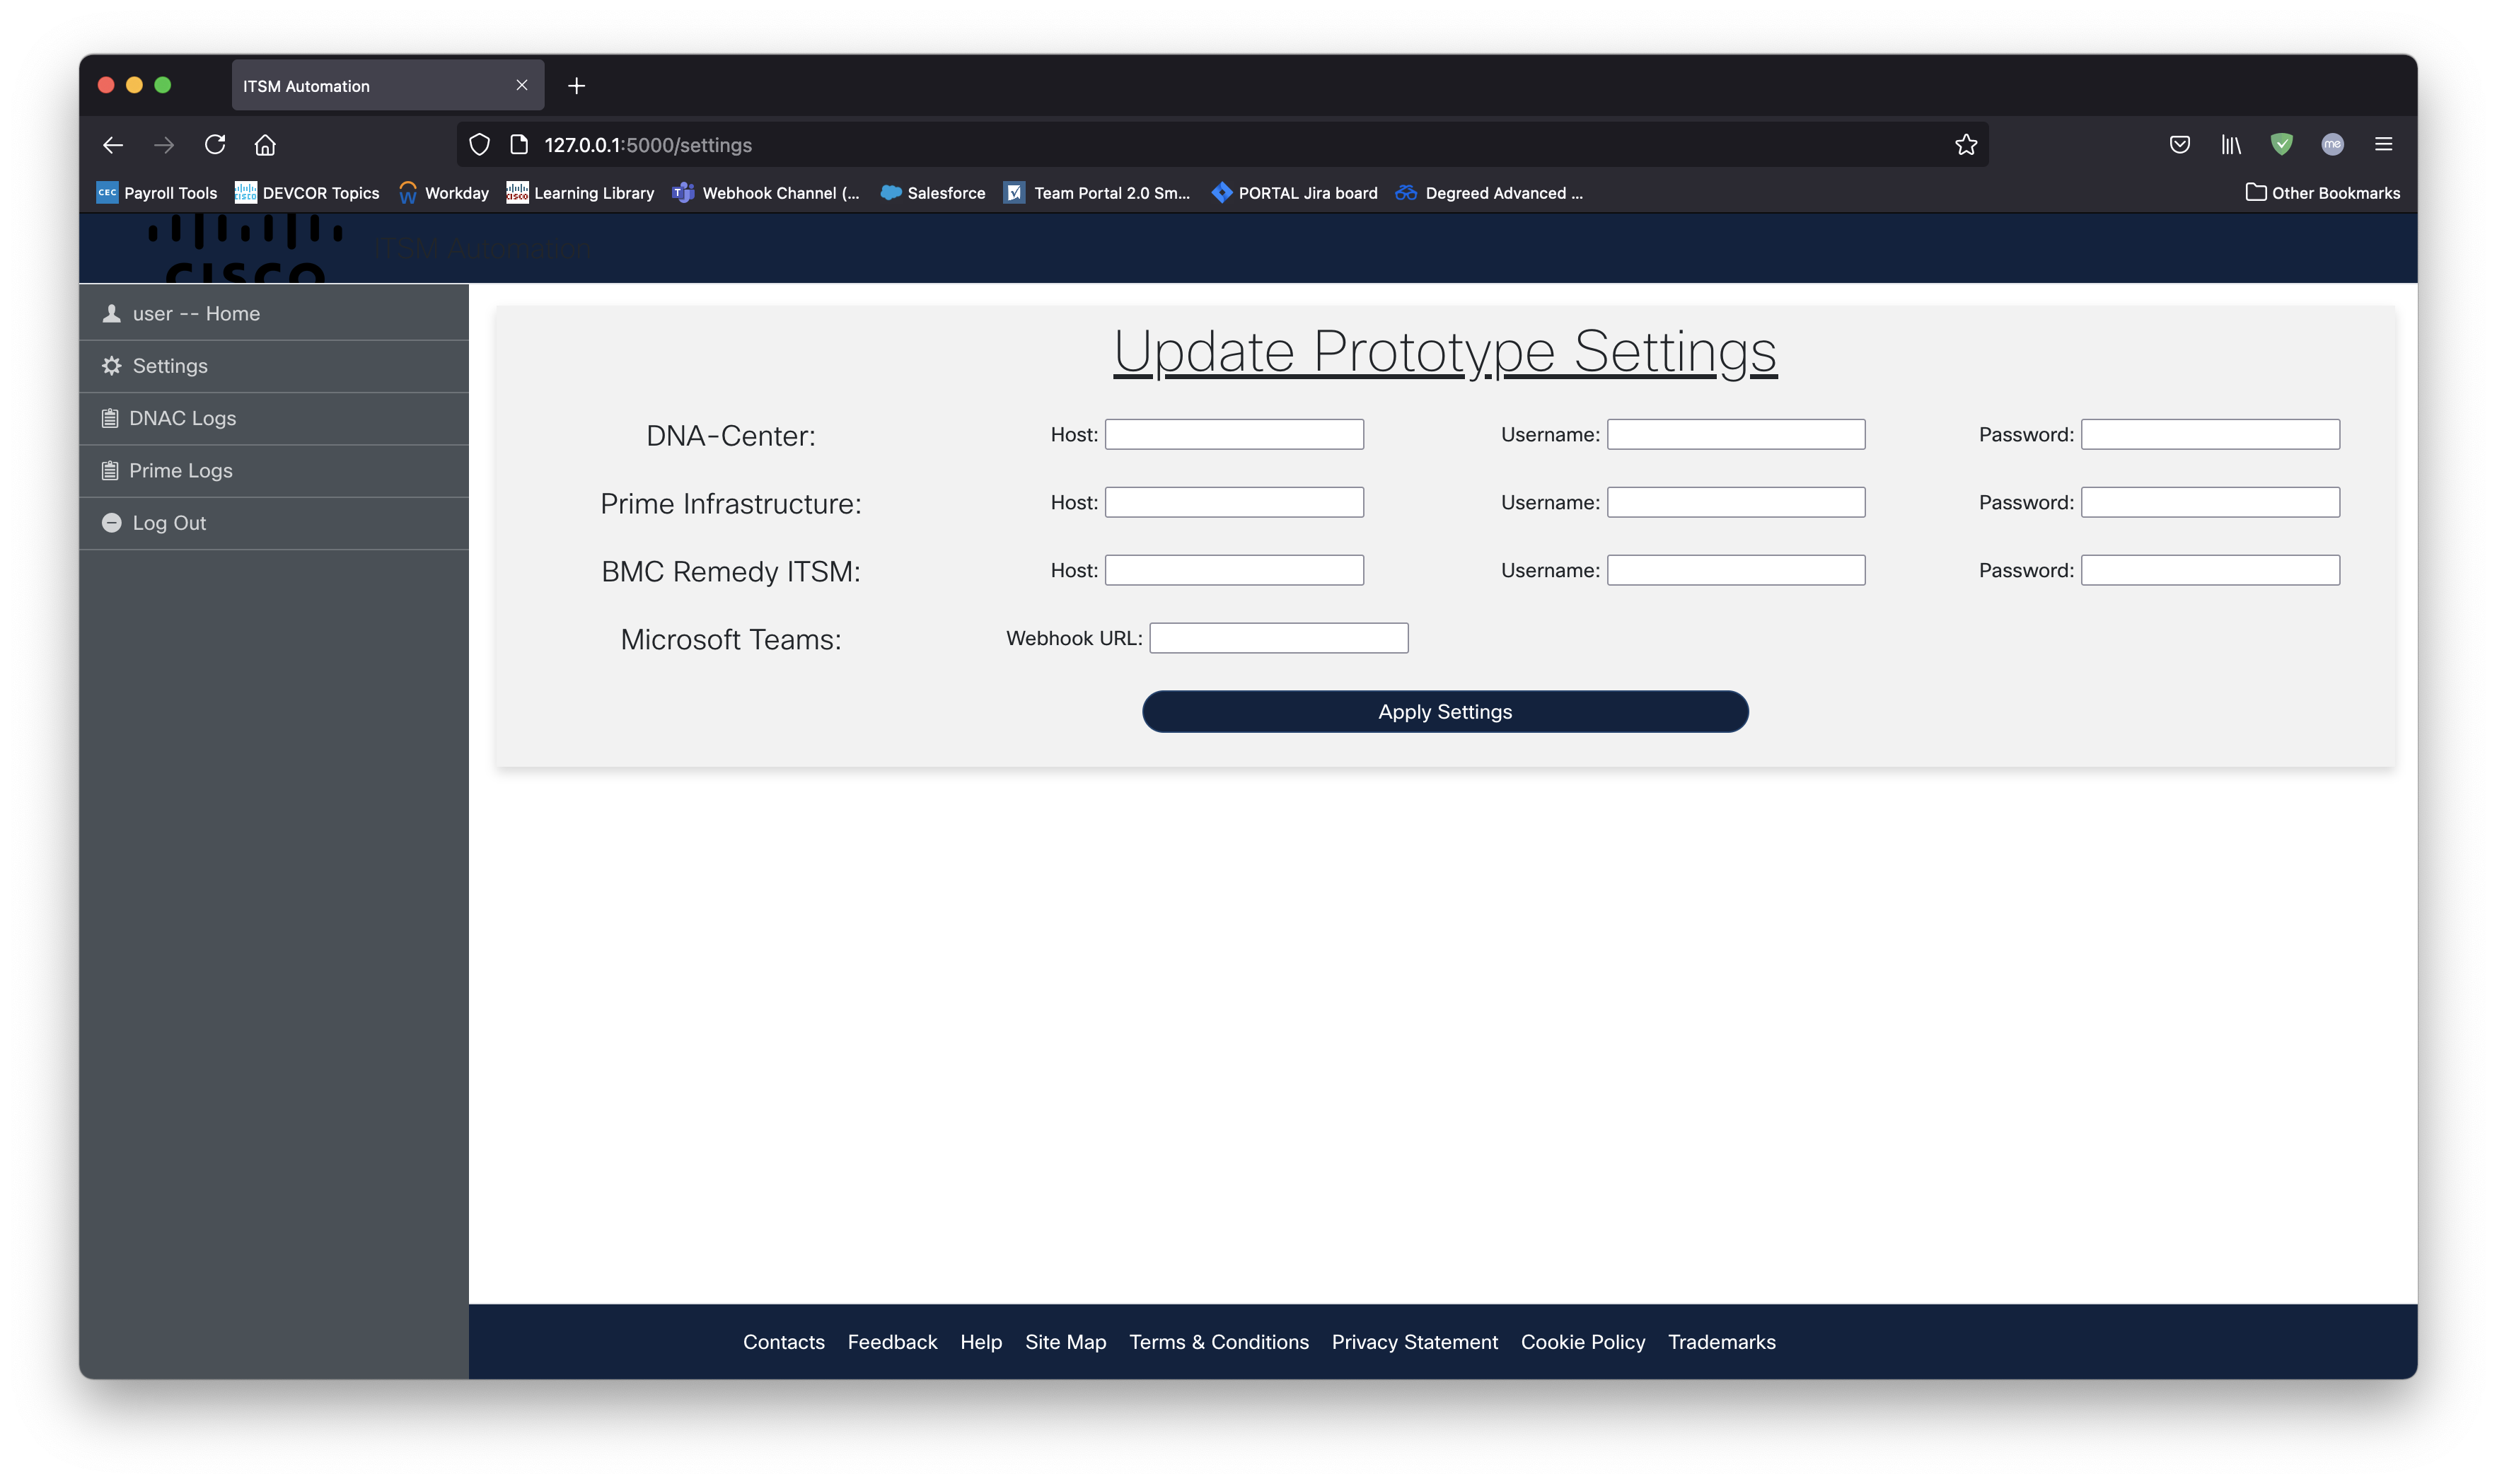 ITSM Automation
127.0.0.1:5000/settings
CEC Payroll Tools DEVCOR Topics Workday Learning Library Webhook Channel (... Salesforce Team Portal 2.0 Sm... PORTAL Jira board Degreed Advanced ... Other Bookmarks
CISCO ITSM Automation
user -- Home
Settings
DNAC Logs
Prime Logs
Log Out
Update Prototype Settings
DNA-Center: Host: Username: Password:
Prime Infrastructure: Host: Username: Password:
BMC Remedy ITSM: Host: Username: Password:
Microsoft Teams: Webhook URL:
Apply Settings
Contacts Feedback Help Site Map Terms & Conditions Privacy Statement Cookie Policy Trademarks